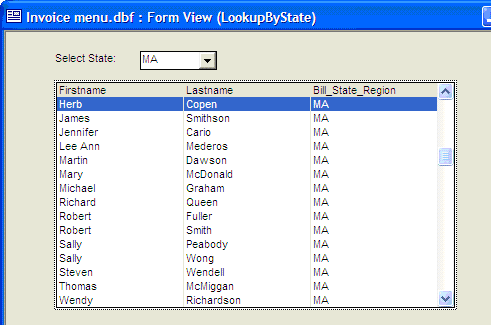 Invoice menu.dbf : Form View (LookupByState)
Select State: MA
Firstname Lastname Bill_State_Region
Herb Copen MA
James Smithson MA
Jennifer Cario MA
Lee Ann Mederos MA
Martin Dawson MA
Mary McDonald MA
Michael Graham MA
Richard Queen MA
Robert Fuller MA
Robert Smith MA
Sally Peabody MA
Sally Wong MA
Steven Wendell MA
Thomas McMiggan MA
Wendy Richardson MA